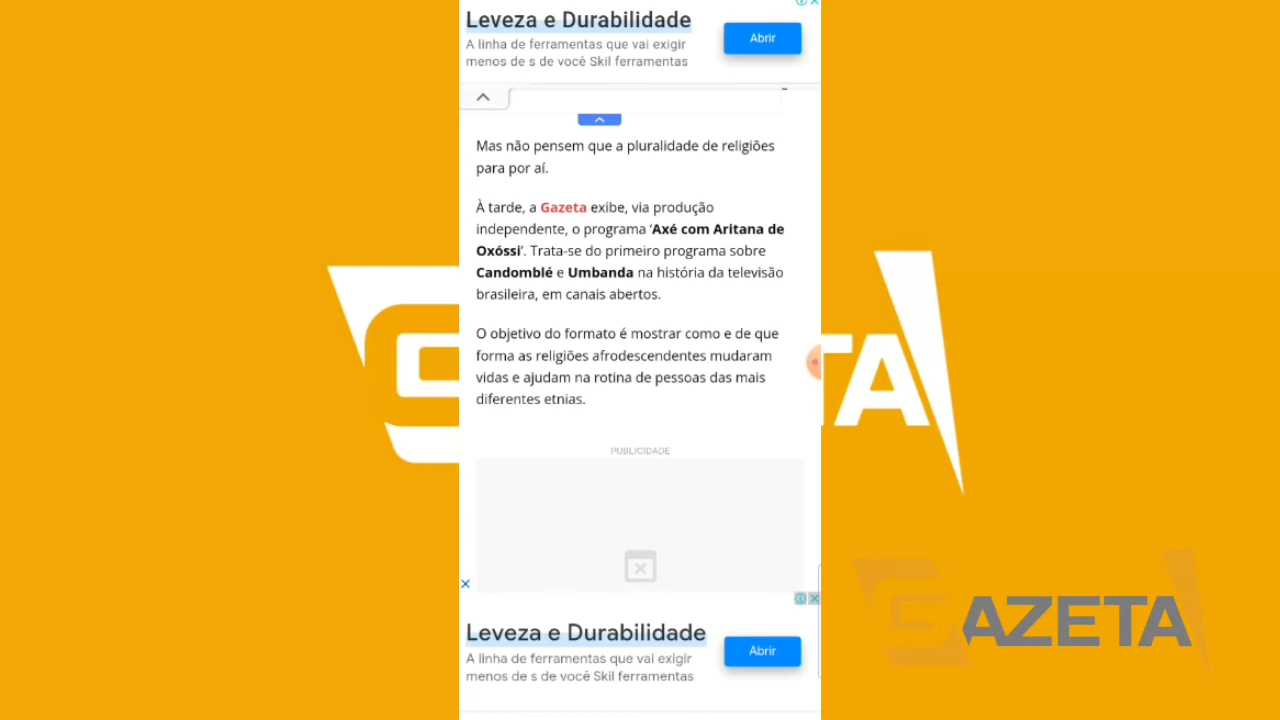 Leveza e Durabilidade
A linha de ferramentas que vai exigir
menos de s de você Skil ferramentas
Abrir
Mas não pensem que a pluralidade de religiões
para por aí.
À tarde, a Gazeta exibe, via produção
independente, o programa ‘Axé com Aritana de
Oxóssi’. Trata-se do primeiro programa sobre
Candomblé e Umbanda na história da televisão
brasileira, em canais abertos.
O objetivo do formato é mostrar como e de que
forma as religiões afrodescendentes mudaram
vidas e ajudam na rotina de pessoas das mais
diferentes etnias.
PUBLICIDADE
Leveza e Durabilidade
A linha de ferramentas que vai exigir
menos de s de você Skil ferramentas
Abrir
G
TA
GAZETA